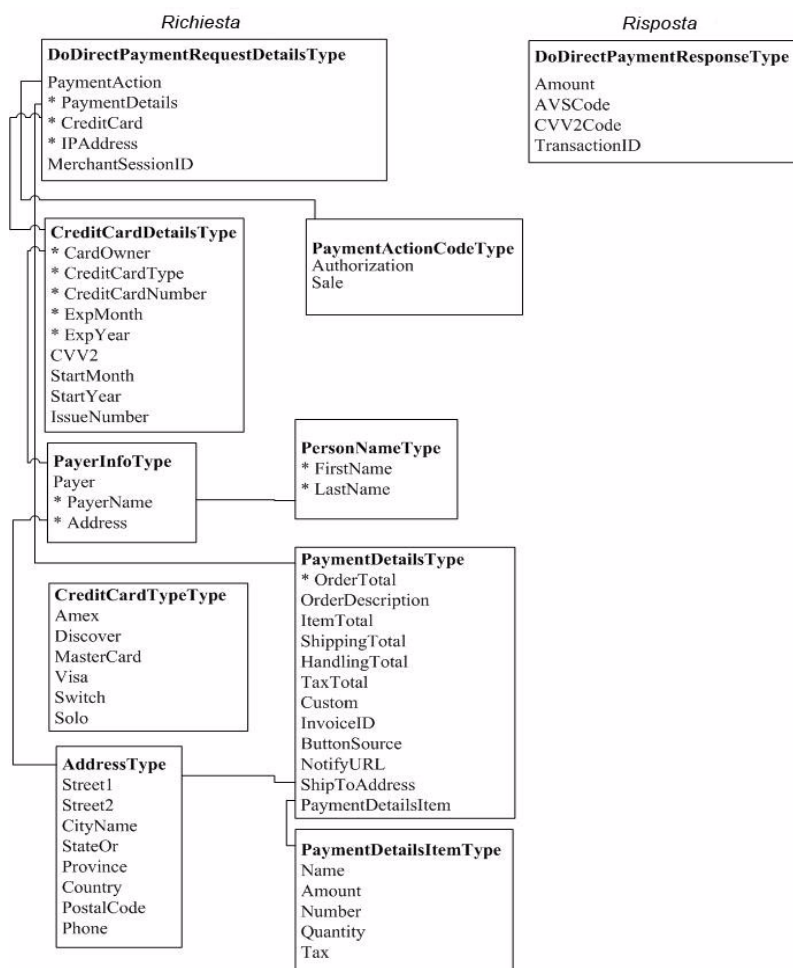 Richiesta
DoDirectPaymentRequestDetailsType
PaymentAction
* PaymentDetails
* CreditCard
* IPAddress
MerchantSessionID
Risposta
DoDirectPaymentResponseType
Amount
AVSCode
CVV2Code
TransactionID
CreditCardDetailsType
* CardOwner
* CreditCardType
* CreditCardNumber
* ExpMonth
* ExpYear
CVV2
StartMonth
StartYear
IssueNumber
PaymentActionCodeType
Authorization
Sale
PayerInfoType
Payer
* PayerName
* Address
PersonNameType
* FirstName
* LastName
CreditCardTypeType
Amex
Discover
MasterCard
Visa
Switch
Solo
PaymentDetailsType
* OrderTotal
OrderDescription
ItemTotal
ShippingTotal
HandlingTotal
TaxTotal
Custom
InvoiceID
ButtonSource
NotifyURL
ShipToAddress
PaymentDetailsItem
AddressType
Street1
Street2
CityName
StateOr
Province
Country
PostalCode
Phone
PaymentDetailsItemType
Name
Amount
Number
Quantity
Tax